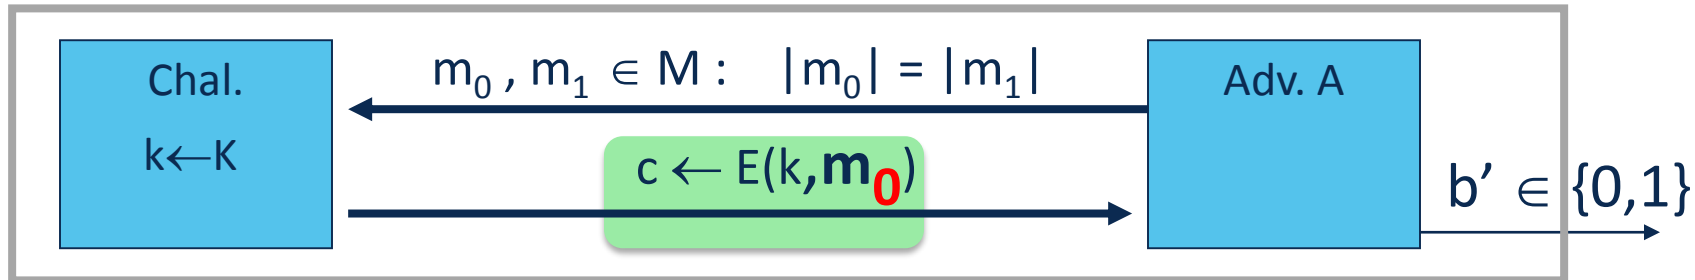 Chal.
k←K
m₀ , m₁ ∈ M : |m₀| = |m₁|
c ← E(k,m₀)
Adv. A
b’ ∈ {0,1}